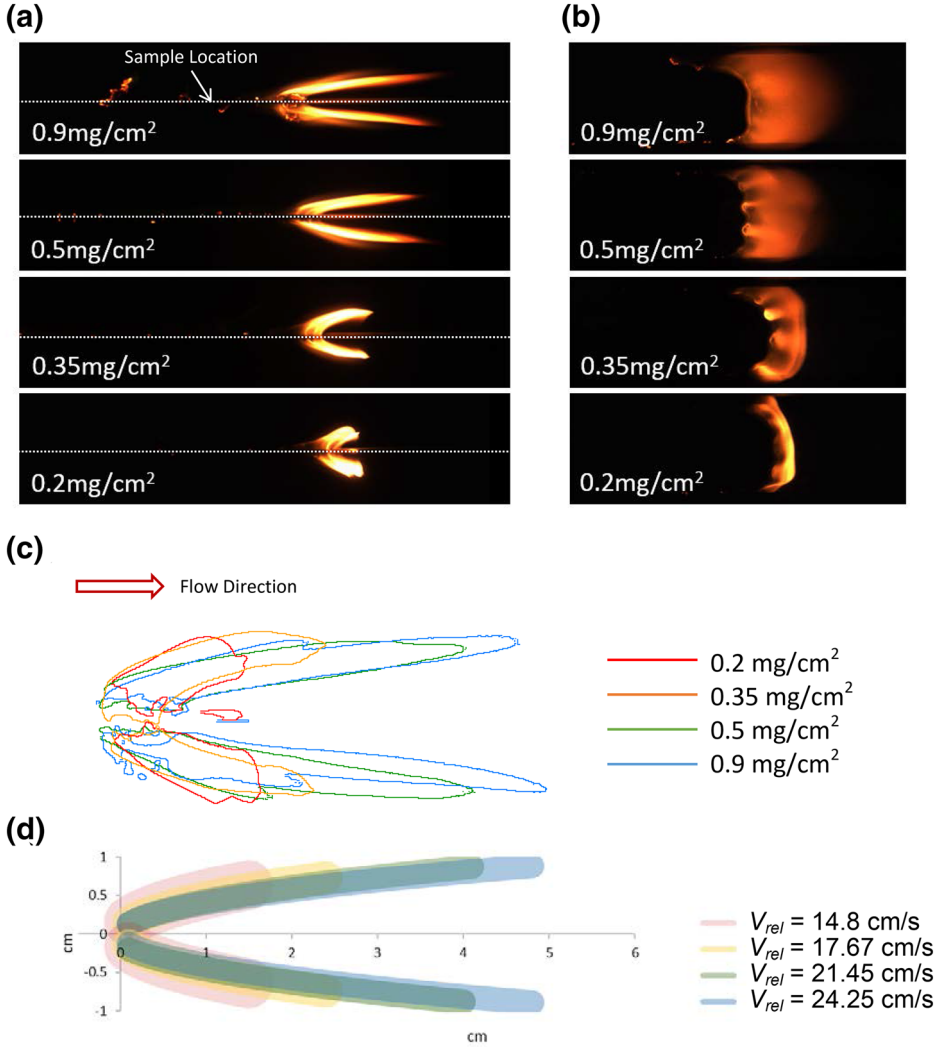 (a)
(b)
Sample Location
0.9mg/cm²
0.9mg/cm²
0.5mg/cm²
0.5mg/cm²
0.35mg/cm²
0.35mg/cm²
0.2mg/cm²
0.2mg/cm²
(c)
Flow Direction
0.2 mg/cm²
0.35 mg/cm²
0.5 mg/cm²
0.9 mg/cm²
(d)
1
0.5
0
-0.5
-1
cm
0 1 2 3 4 5 6
cm
Vrel = 14.8 cm/s
Vrel = 17.67 cm/s
Vrel = 21.45 cm/s
Vrel = 24.25 cm/s